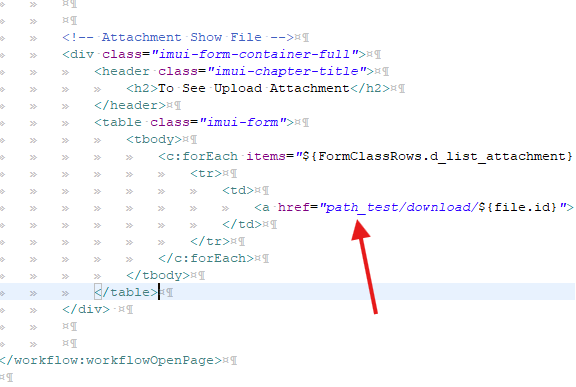 <!-- Attachment Show File -->
<div class="imui-form-container-full">
<header class="imui-chapter-title">
<h2>To See Upload Attachment</h2>
</header>
<table class="imui-form">
<tbody>
<c:forEach items="${FormClassRows.d_list_attachment}
<tr>
<td>
<a href="path_test/download/${file.id}">
</td>
</tr>
</c:forEach>
</tbody>
</table>
</div>
</workflow:workflowOpenPage>